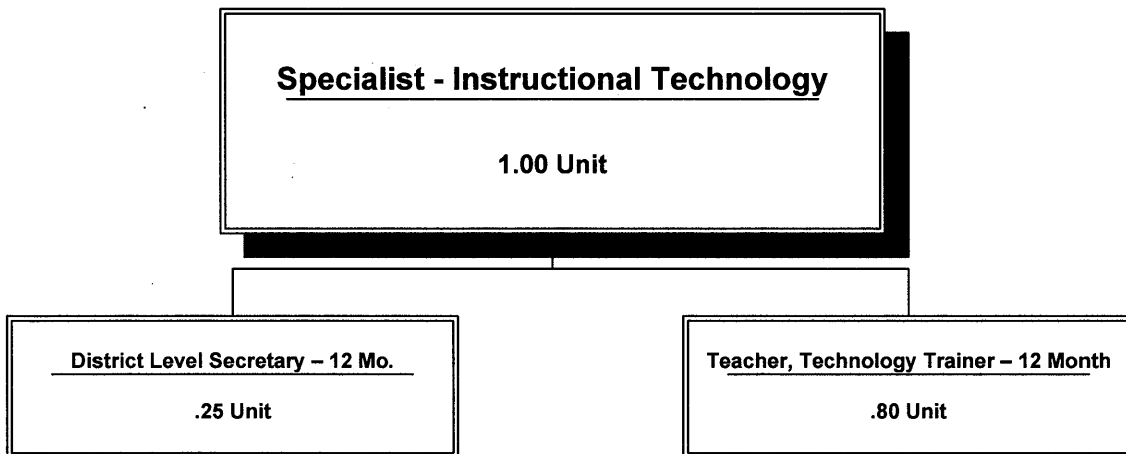 Specialist - Instructional Technology
1.00 Unit
District Level Secretary – 12 Mo.
.25 Unit
Teacher, Technology Trainer – 12 Month
.80 Unit